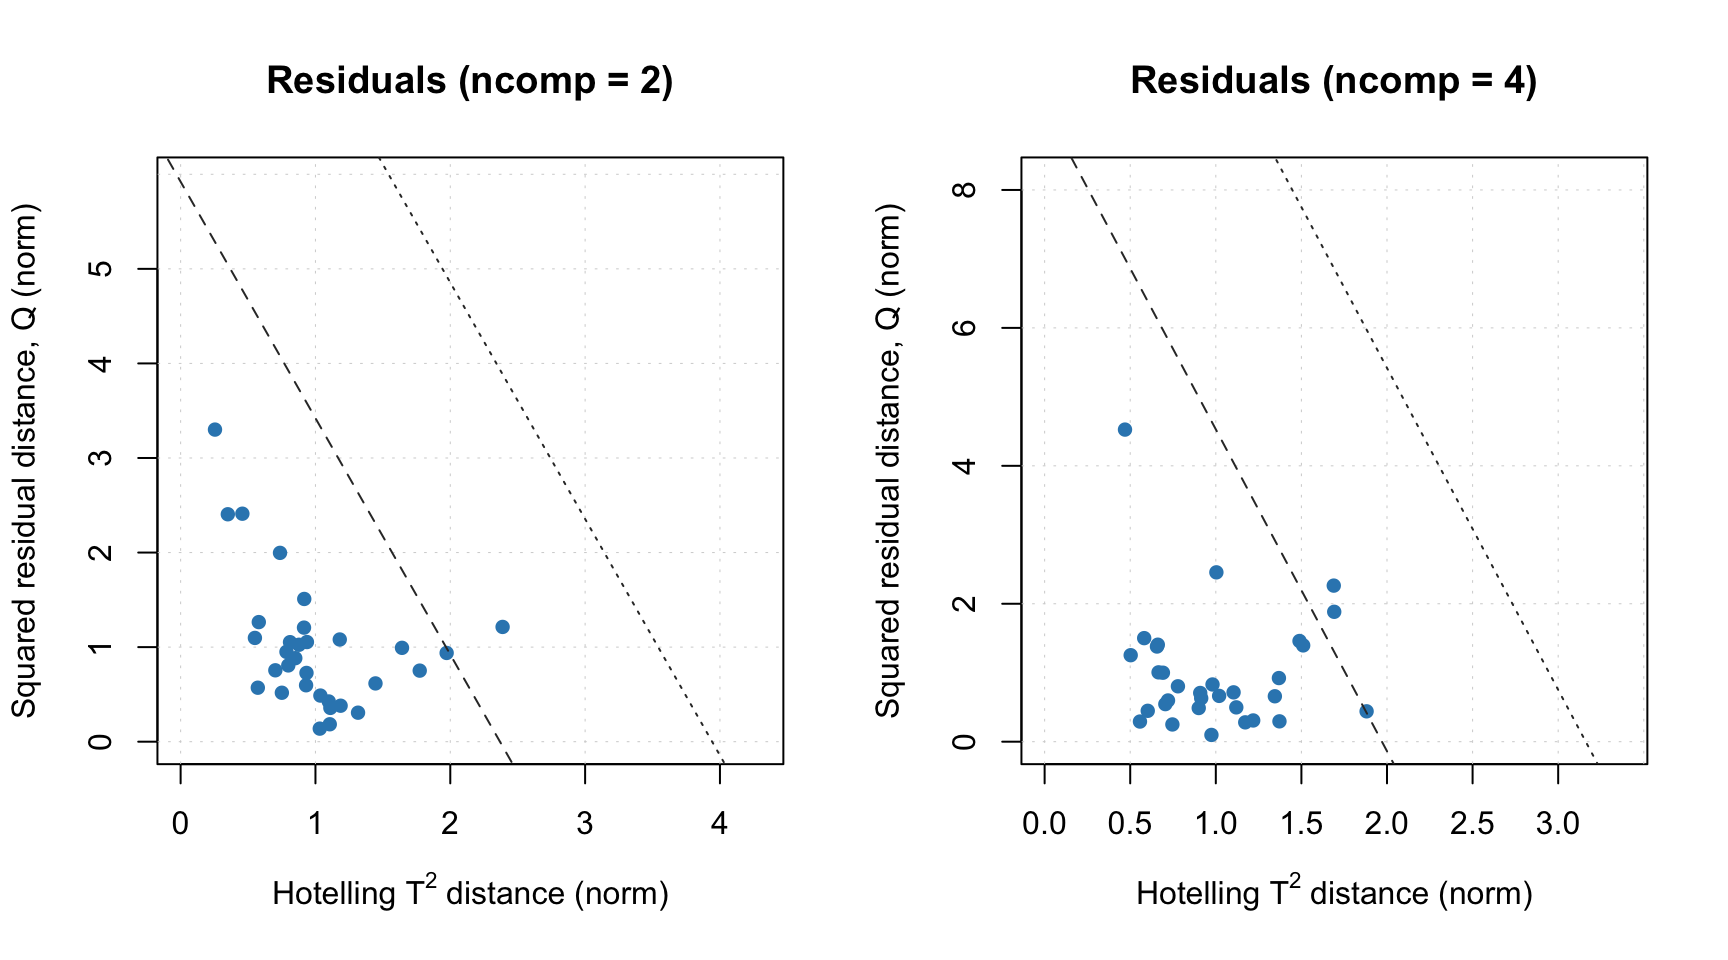 Residuals (ncomp = 2)
Squared residual distance, Q (norm)
5
4
3
2
1
0
0 1 2 3 4
Hotelling T² distance (norm)
Residuals (ncomp = 4)
Squared residual distance, Q (norm)
8
6
4
2
0
0.0 0.5 1.0 1.5 2.0 2.5 3.0
Hotelling T² distance (norm)